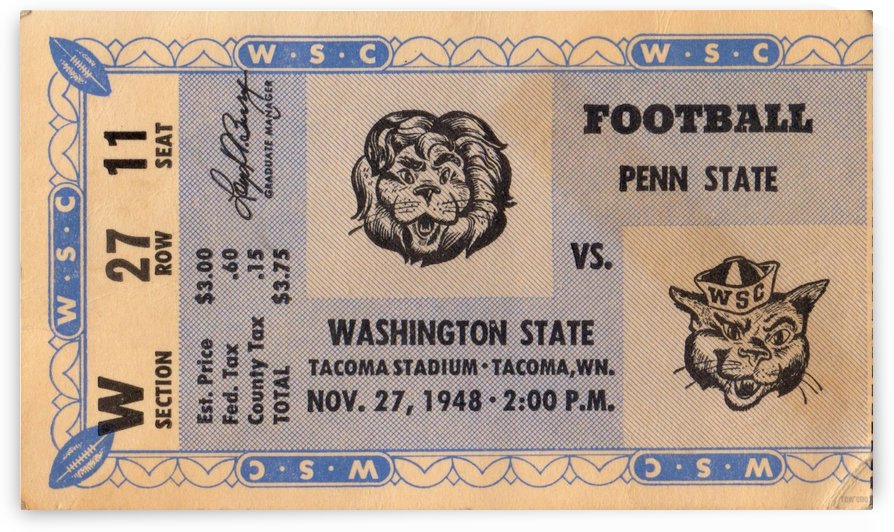 W · S · C
W · S · C
W · S · C
W SECTION
27 ROW
11 SEAT
Est. Price $3.00
Fed. Tax .60
County Tax .15
TOTAL $3.75
GRADUATE MANAGER
FOOTBALL
PENN STATE
VS.
WSC
WASHINGTON STATE
TACOMA STADIUM · TACOMA, WN.
NOV. 27, 1948 · 2:00 P.M.
W · S · C
W · S · C